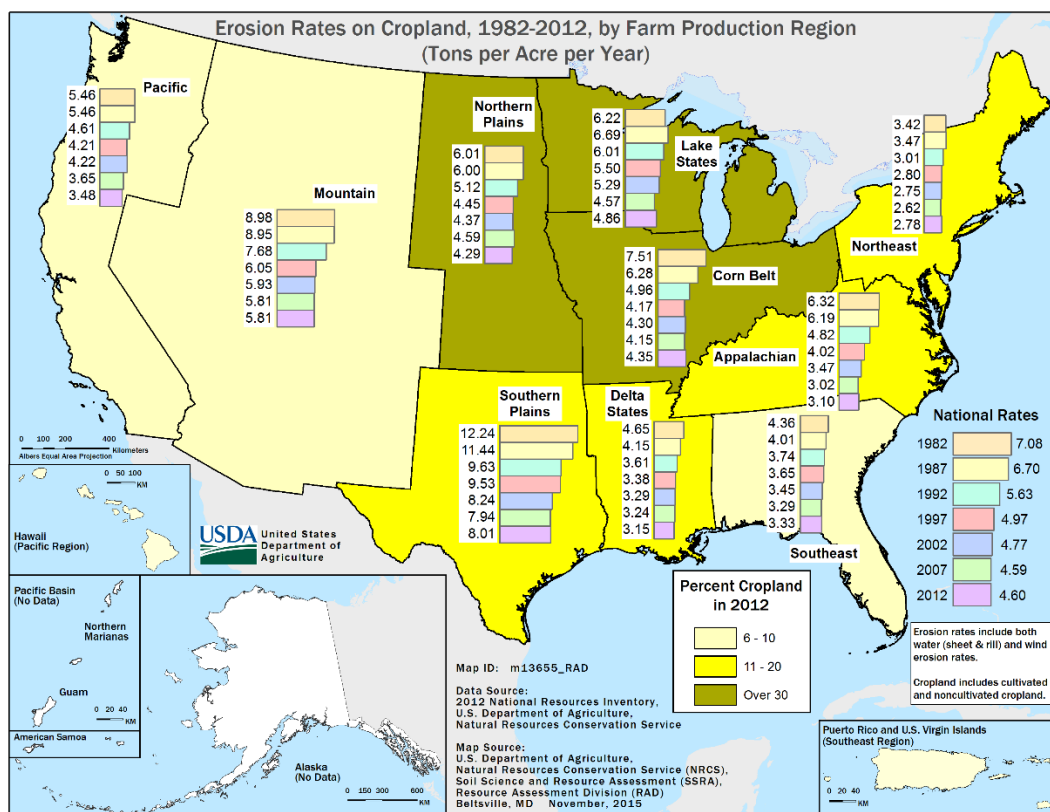 Erosion Rates on Cropland, 1982-2012, by Farm Production Region
(Tons per Acre per Year)
Pacific
5.46
5.46
4.61
4.21
4.22
3.65
3.48
Mountain
8.98
8.95
7.68
6.05
5.93
5.81
5.81
Northern
Plains
6.01
6.00
5.12
4.45
4.37
4.59
4.29
Lake
States
6.22
6.69
6.01
5.50
5.29
4.57
4.86
Corn Belt
7.51
6.28
4.96
4.17
4.30
4.15
4.35
3.42
3.47
3.01
2.80
2.75
2.62
2.78
Northeast
Appalachian
6.32
6.19
4.82
4.02
3.47
3.02
3.10
Southern
Plains
12.24
11.44
9.63
9.53
8.24
7.94
8.01
Delta
States
4.65
4.15
3.61
3.38
3.29
3.24
3.15
4.36
4.01
3.74
3.65
3.45
3.29
3.33
Southeast
National Rates
1982 7.08
1987 6.70
1992 5.63
1997 4.97
2002 4.77
2007 4.59
2012 4.60
0 100 200 400
Kilometers
Albers Equal Area Projection
0 50 100
KM
Hawaii
(Pacific Region)
USDA
United States
Department of
Agriculture
Pacific Basin
(No Data)
Northern
Marianas
Guam
0 20 40
KM
American Samoa
Alaska
(No Data)
0 150 300 600
KM
Map ID: m13655_RAD
Data Source:
2012 National Resources Inventory,
U.S. Department of Agriculture,
Natural Resources Conservation Service
Map Source:
U.S. Department of Agriculture,
Natural Resources Conservation Service (NRCS),
Soil Science and Resource Assessment (SSRA),
Resource Assessment Division (RAD)
Beltsville, MD November, 2015
Percent Cropland
in 2012
6 - 10
11 - 20
Over 30
Erosion rates include both
water (sheet & rill) and wind
erosion rates.
Cropland includes cultivated
and noncultivated cropland.
Puerto Rico and U.S. Virgin Islands
(Southeast Region)
0 20 40
KM